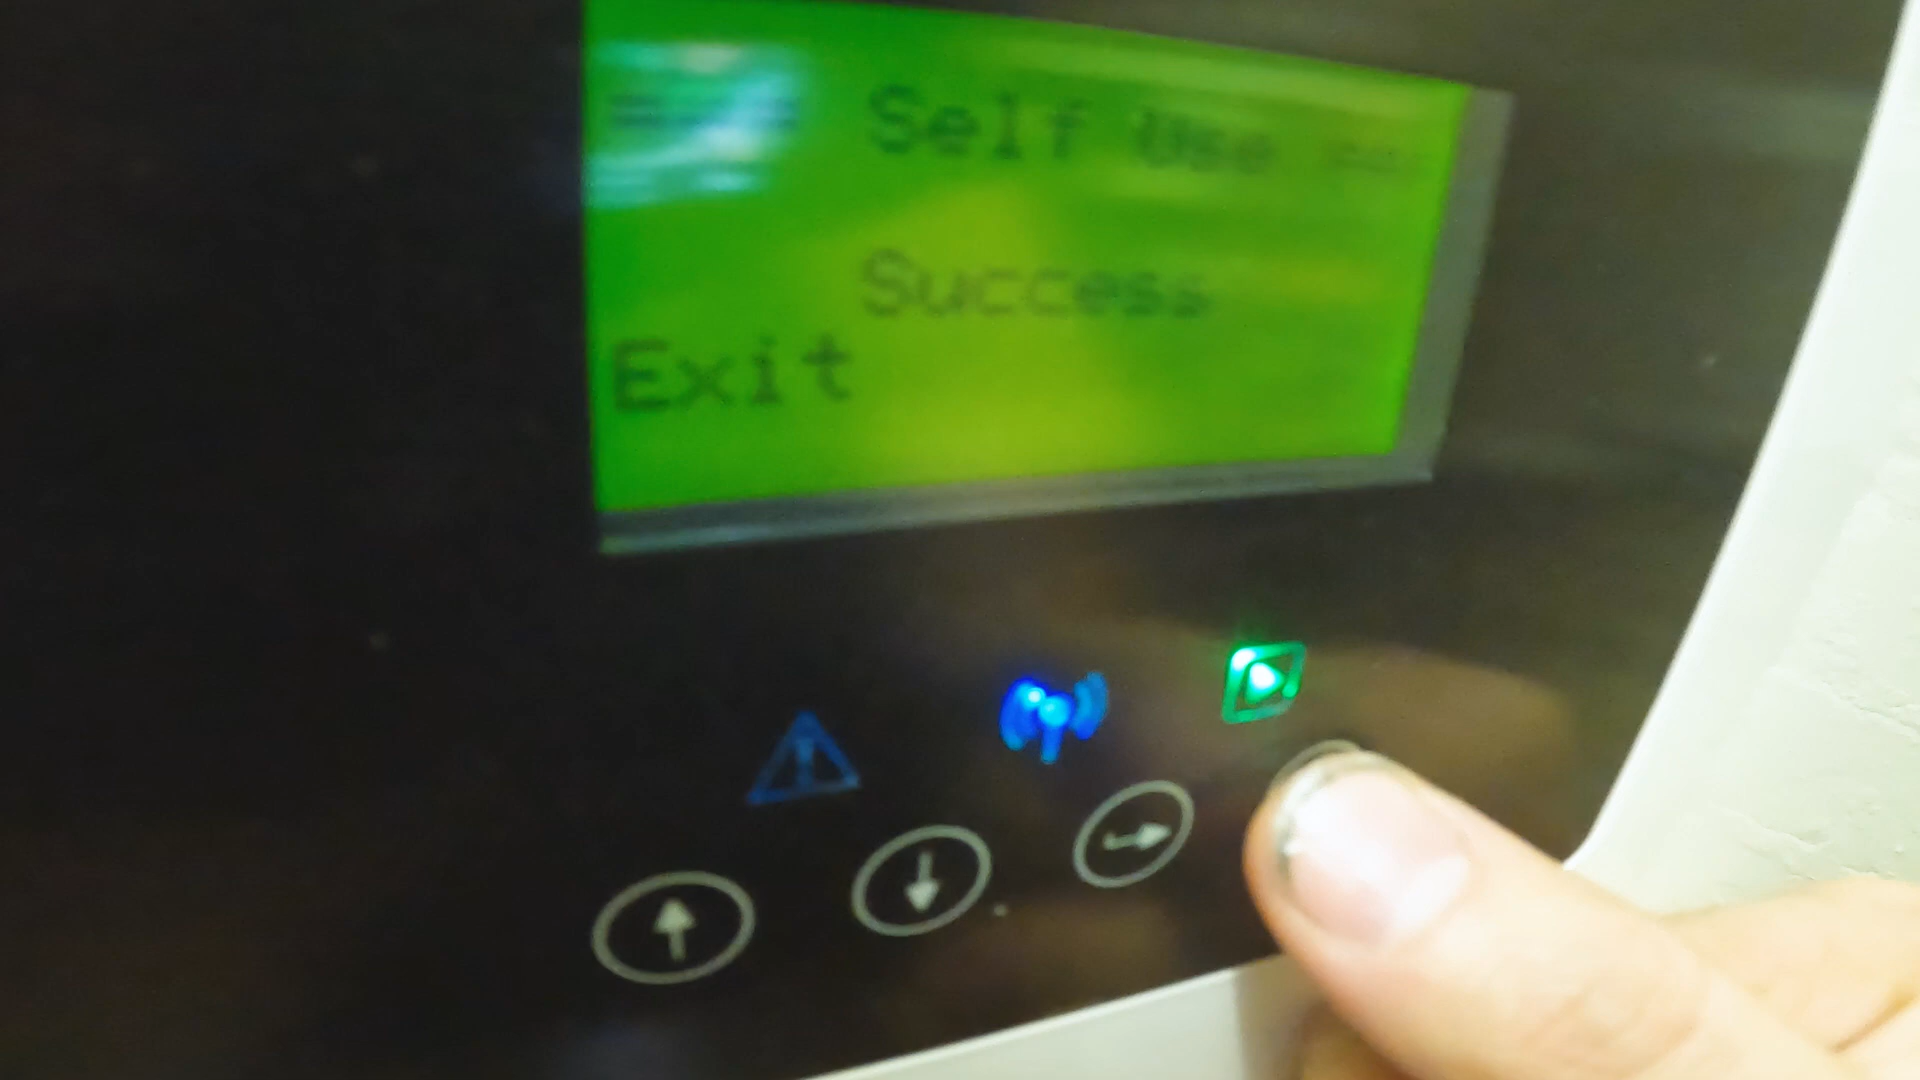 === Self Use ===
Success
Exit